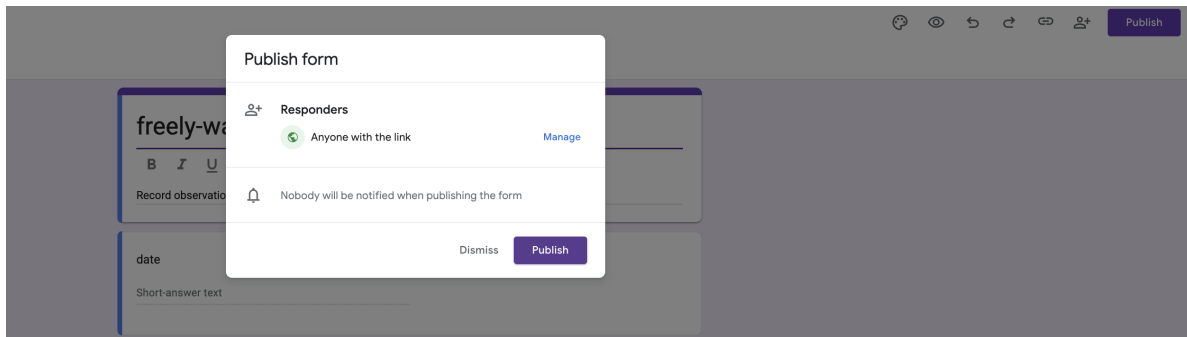 Publish
Publish form
Responders
Anyone with the link Manage
Nobody will be notified when publishing the form
Dismiss Publish
freely-wa
B I U
Record observatio
date
Short-answer text